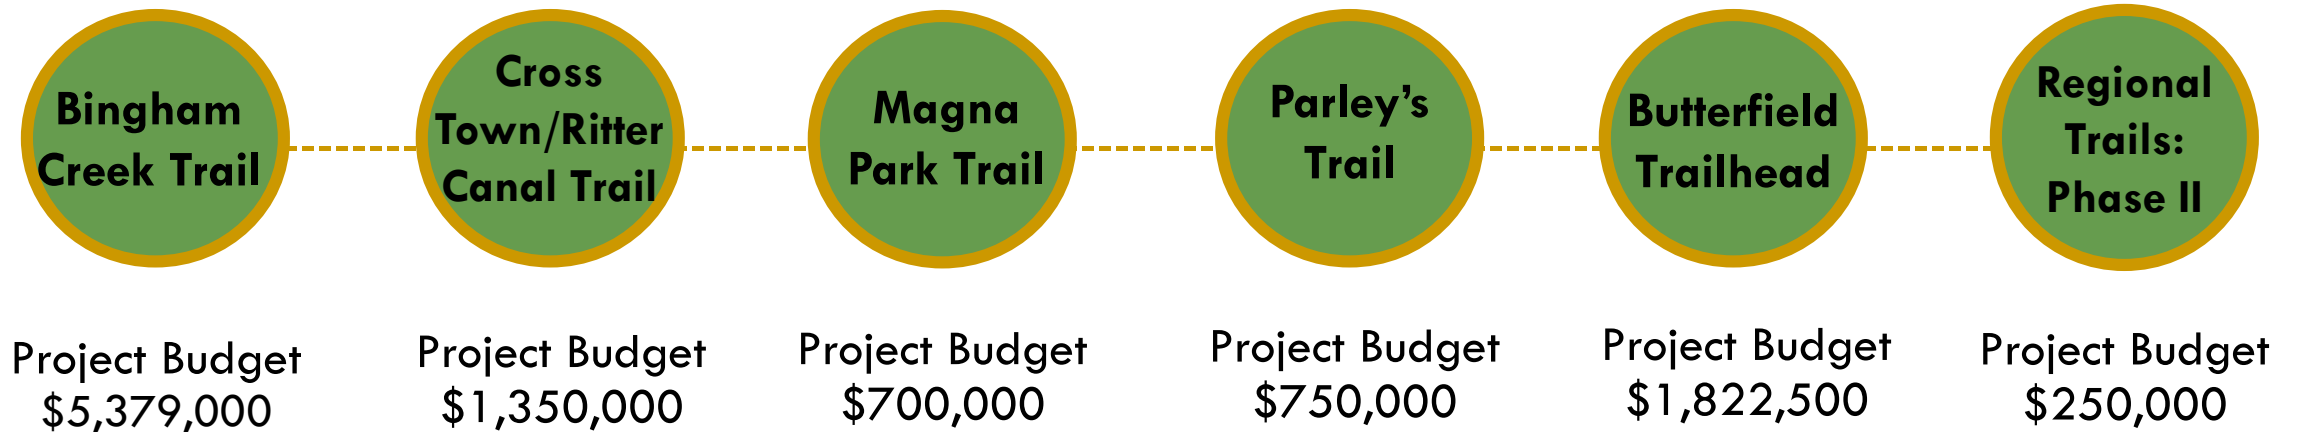 Bingham
Creek Trail
Cross
Town/Ritter
Canal Trail
Magna
Park Trail
Parley’s
Trail
Butterfield
Trailhead
Regional
Trails:
Phase II
Project Budget
$5,379,000
Project Budget
$1,350,000
Project Budget
$700,000
Project Budget
$750,000
Project Budget
$1,822,500
Project Budget
$250,000